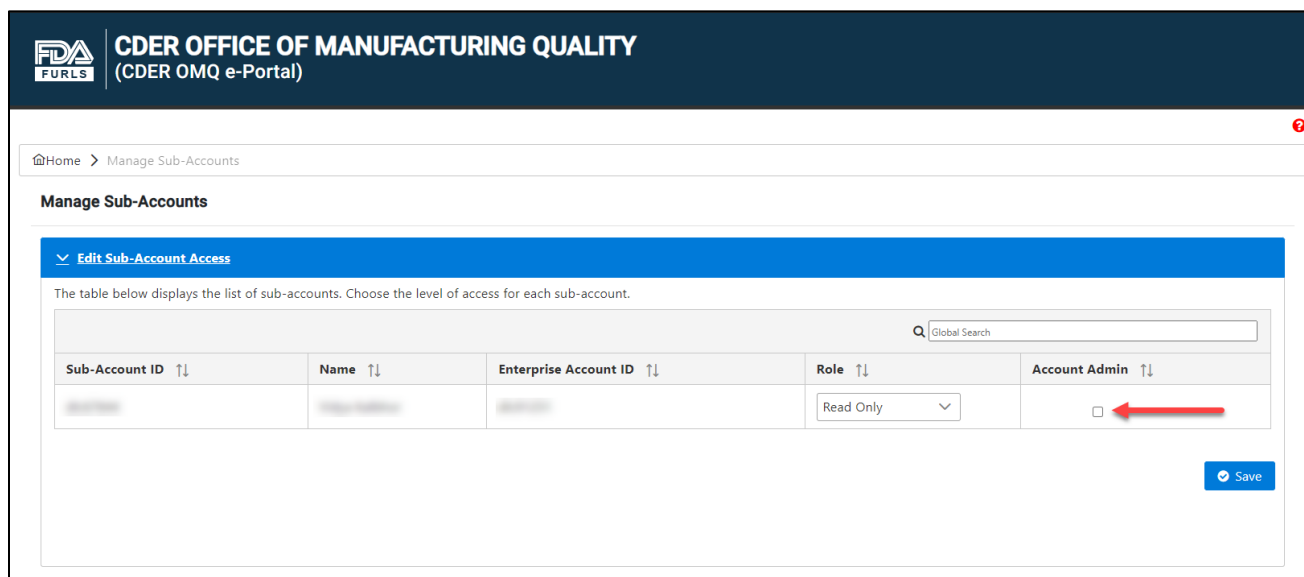 FDA
FURLS
CDER OFFICE OF MANUFACTURING QUALITY
(CDER OMQ e-Portal)
?
Home > Manage Sub-Accounts
Manage Sub-Accounts
Edit Sub-Account Access
The table below displays the list of sub-accounts. Choose the level of access for each sub-account.
Global Search
Sub-Account ID Name Enterprise Account ID Role Account Admin
Read Only
Save